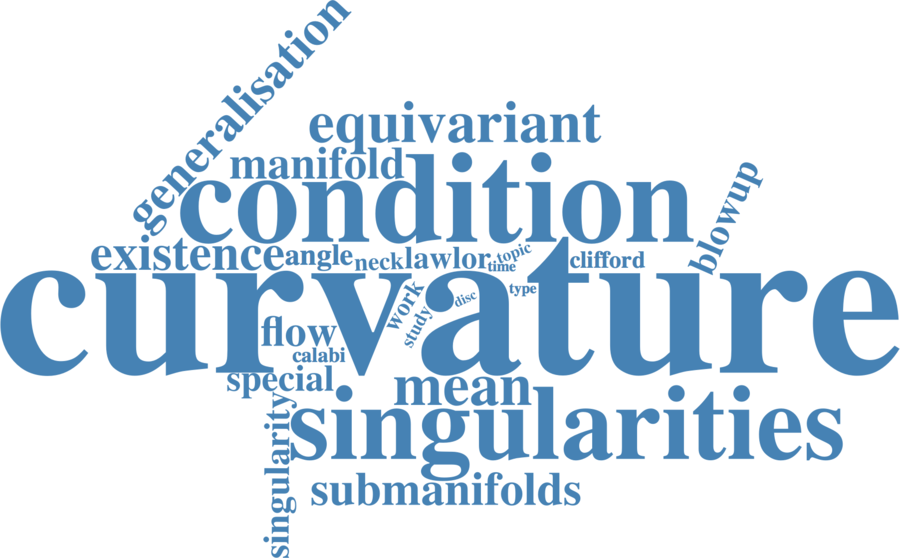 generalisation
equivariant
manifold
condition
blowup
existence
angle
neck
lawlor
time
topic
clifford
curvature
work
study
disc
type
flow
calabi
special
mean
singularities
singularity
submanifolds